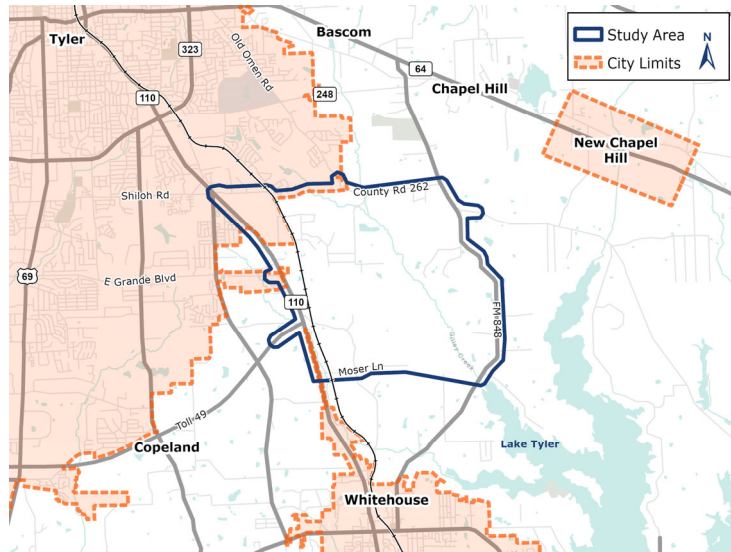 Tyler
323
Old Omen Rd
Bascom
Study Area
City Limits
N
64
110
248
Chapel Hill
New Chapel
Hill
Shiloh Rd
County Rd 262
69
E Grande Blvd
110
FM 848
Moser Ln
Toll 49
Copeland
Lake Tyler
Whitehouse